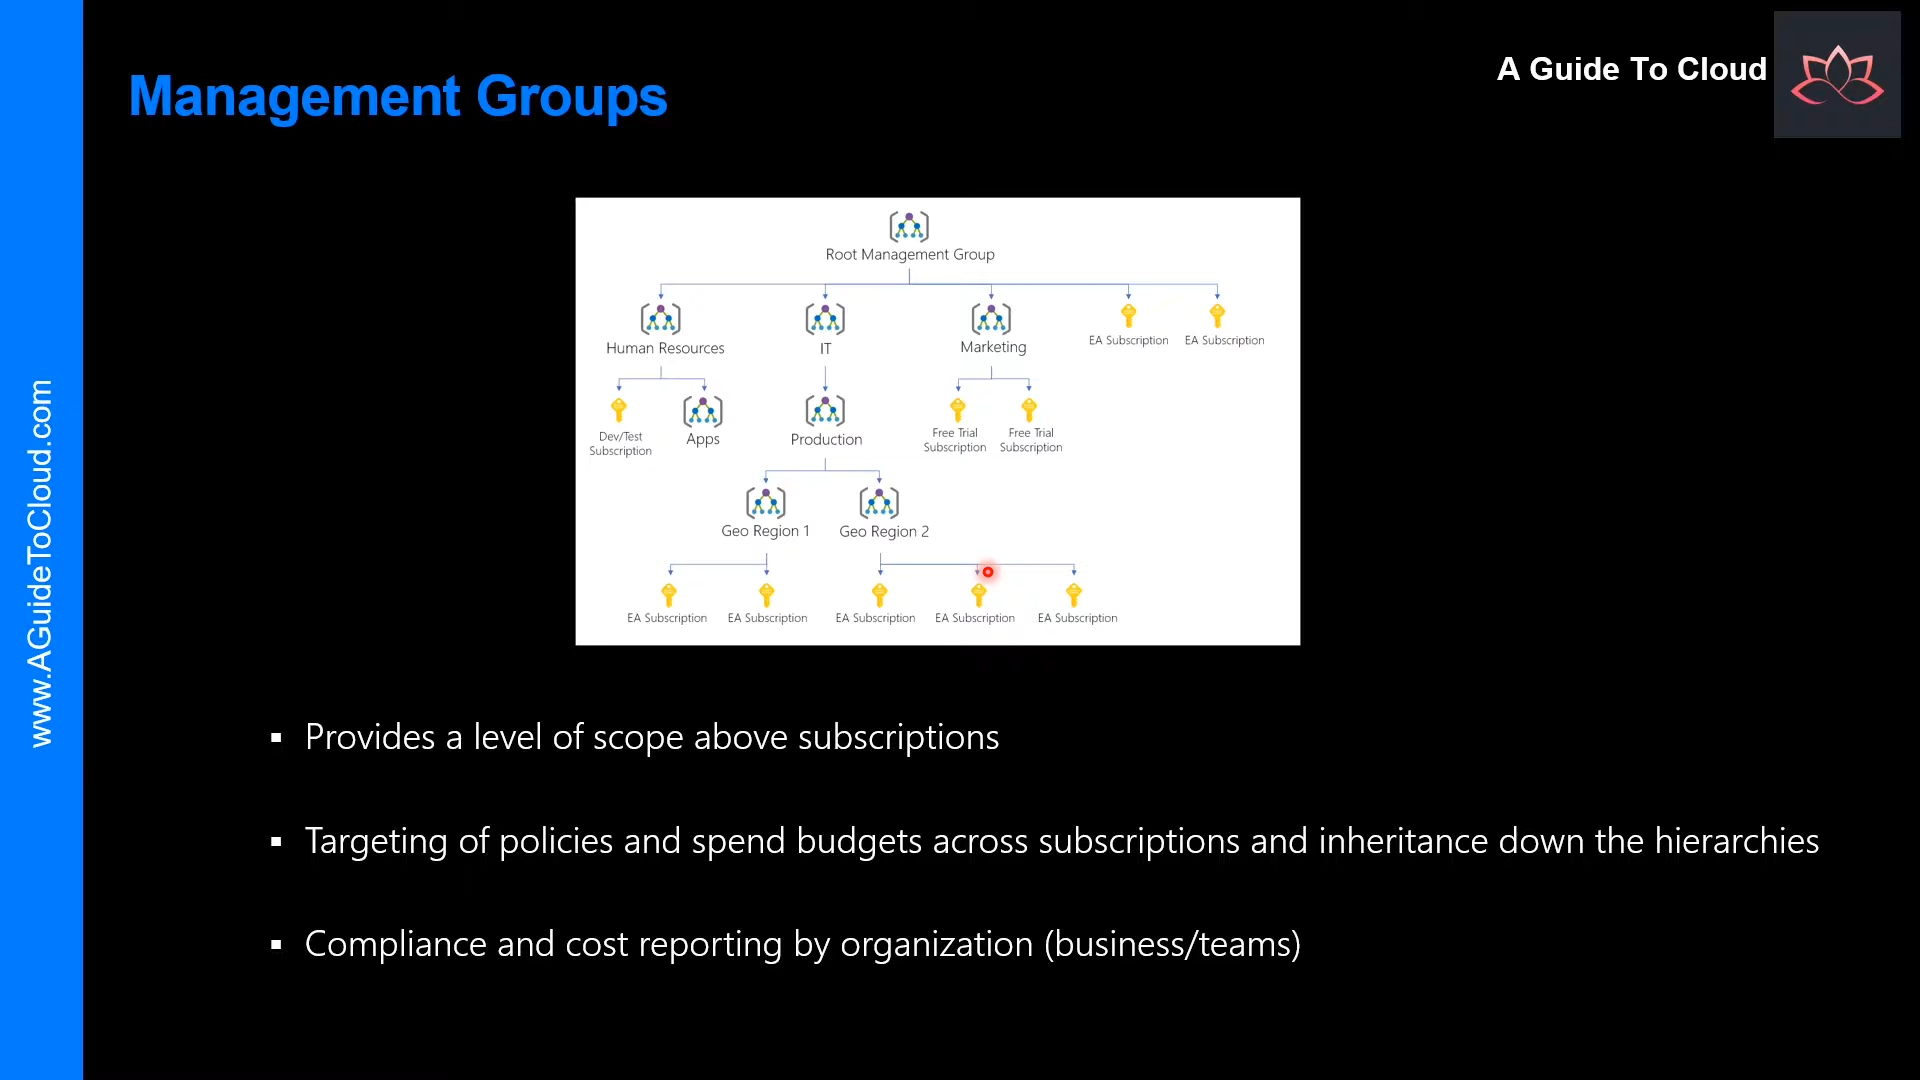 Management Groups
A Guide To Cloud
www.AGuideToCloud.com
Root Management Group
Human Resources
IT
Marketing
EA Subscription
EA Subscription
Dev/Test
Subscription
Apps
Production
Free Trial
Subscription
Free Trial
Subscription
Geo Region 1
Geo Region 2
EA Subscription
EA Subscription
EA Subscription
EA Subscription
EA Subscription
▪ Provides a level of scope above subscriptions
▪ Targeting of policies and spend budgets across subscriptions and inheritance down the hierarchies
▪ Compliance and cost reporting by organization (business/teams)